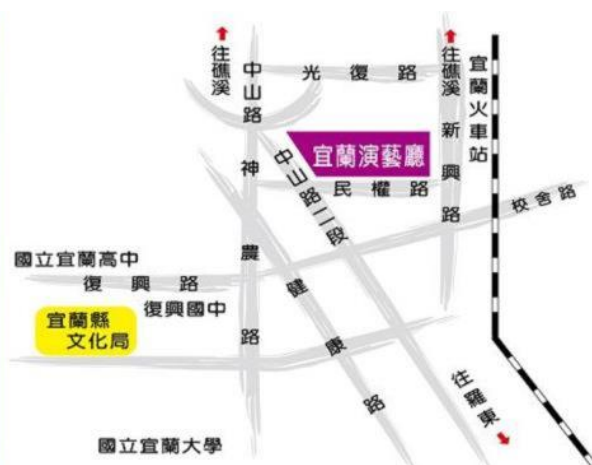 往礁溪
中山路
光復路
往礁溪
宜蘭火車站
新興路
宜蘭演藝廳
中山路二段
民權路
校舍路
神農路
國立宜蘭高中
復興路
復興國中
宜蘭縣
文化局
健康路
往羅東
國立宜蘭大學